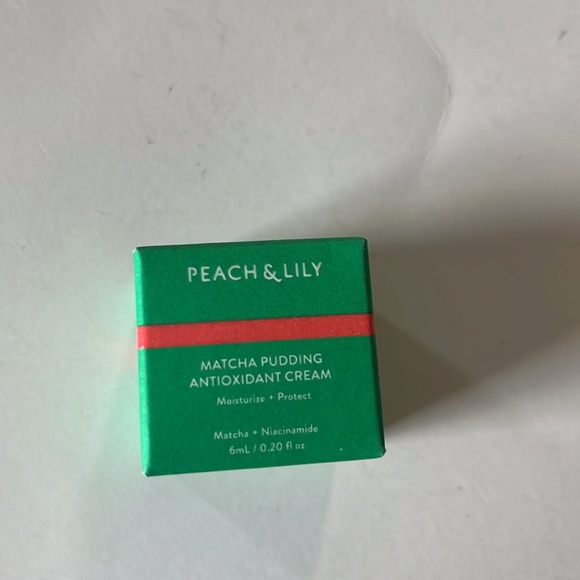 PEACH & LILY
MATCHA PUDDING
ANTIOXIDANT CREAM
Moisturize + Protect
Matcha + Niacinamide
6mL / 0.20 fl oz